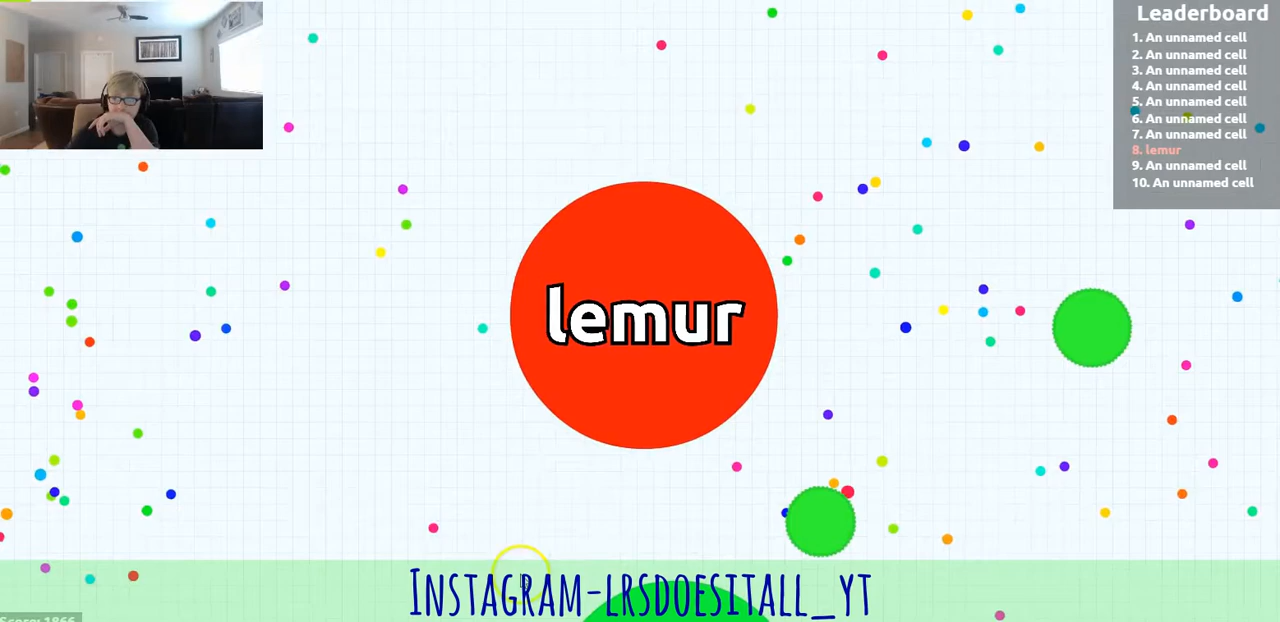 Leaderboard
1. An unnamed cell
2. An unnamed cell
3. An unnamed cell
4. An unnamed cell
5. An unnamed cell
6. An unnamed cell
7. An unnamed cell
8. lemur
9. An unnamed cell
10. An unnamed cell
lemur
Instagram-lrsdoesitall_yt
Score: 1866